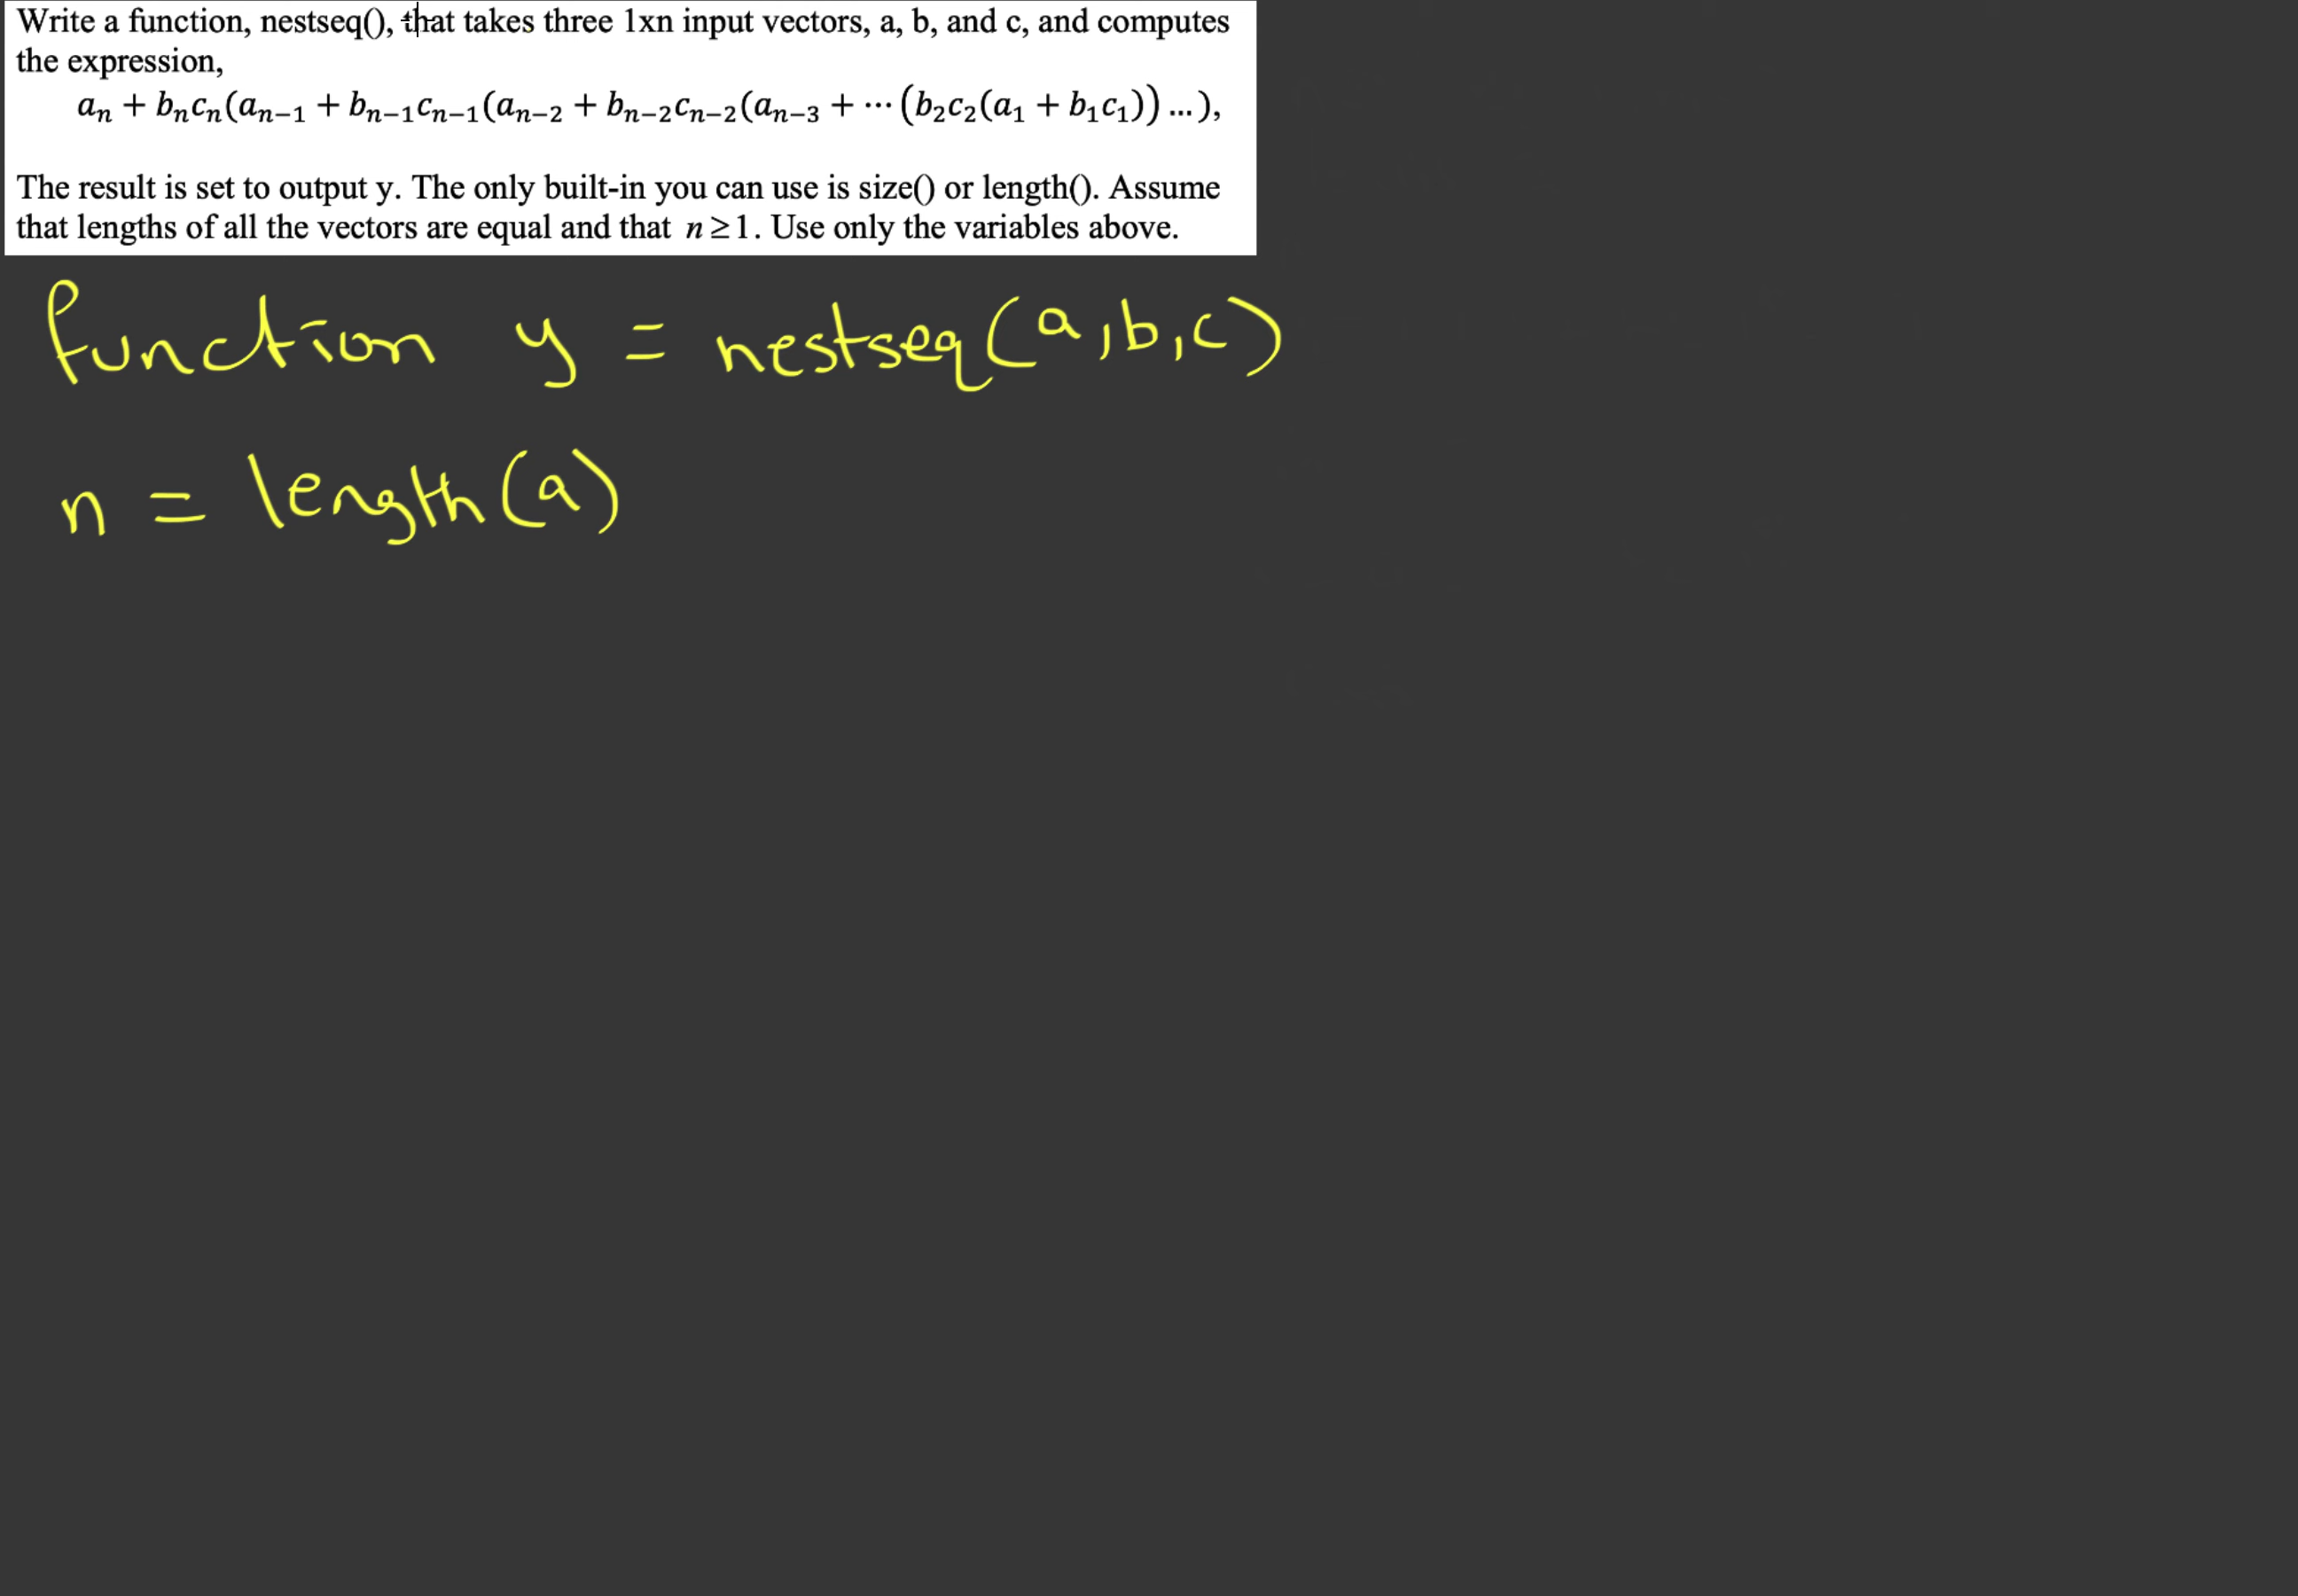 Write a function, nestseq(), that takes three 1xn input vectors, a, b, and c, and computes
the expression,
aₙ + bₙcₙ(aₙ₋₁ + bₙ₋₁cₙ₋₁(aₙ₋₂ + bₙ₋₂cₙ₋₂(aₙ₋₃ + ⋯ (b₂c₂(a₁ + b₁c₁)) …),
The result is set to output y. The only built-in you can use is size() or length(). Assume
that lengths of all the vectors are equal and that n ≥ 1. Use only the variables above.
function y = nestseq(a,b,c)
n = length(a)